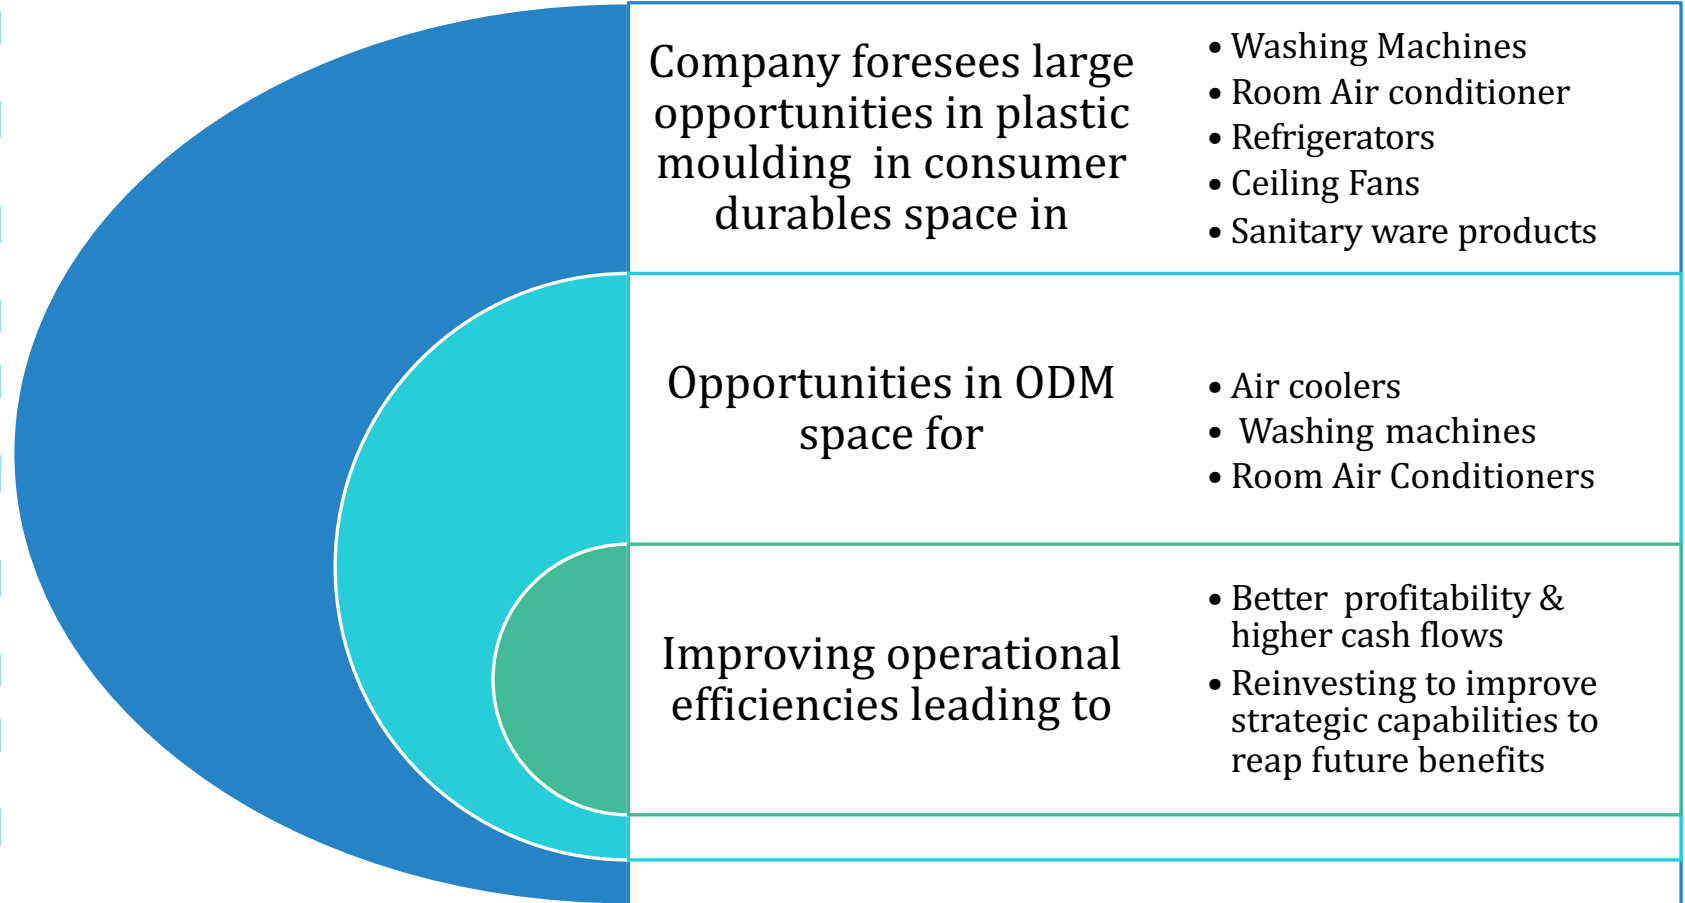 Company foresees large
opportunities in plastic
moulding  in consumer
durables space in
• Washing Machines
• Room Air conditioner
• Refrigerators
• Ceiling Fans
• Sanitary ware products
Opportunities in ODM
space for
• Air coolers
•  Washing machines
• Room Air Conditioners
Improving operational
efficiencies leading to
• Better  profitability &
higher cash flows
• Reinvesting to improve
strategic capabilities to
reap future benefits